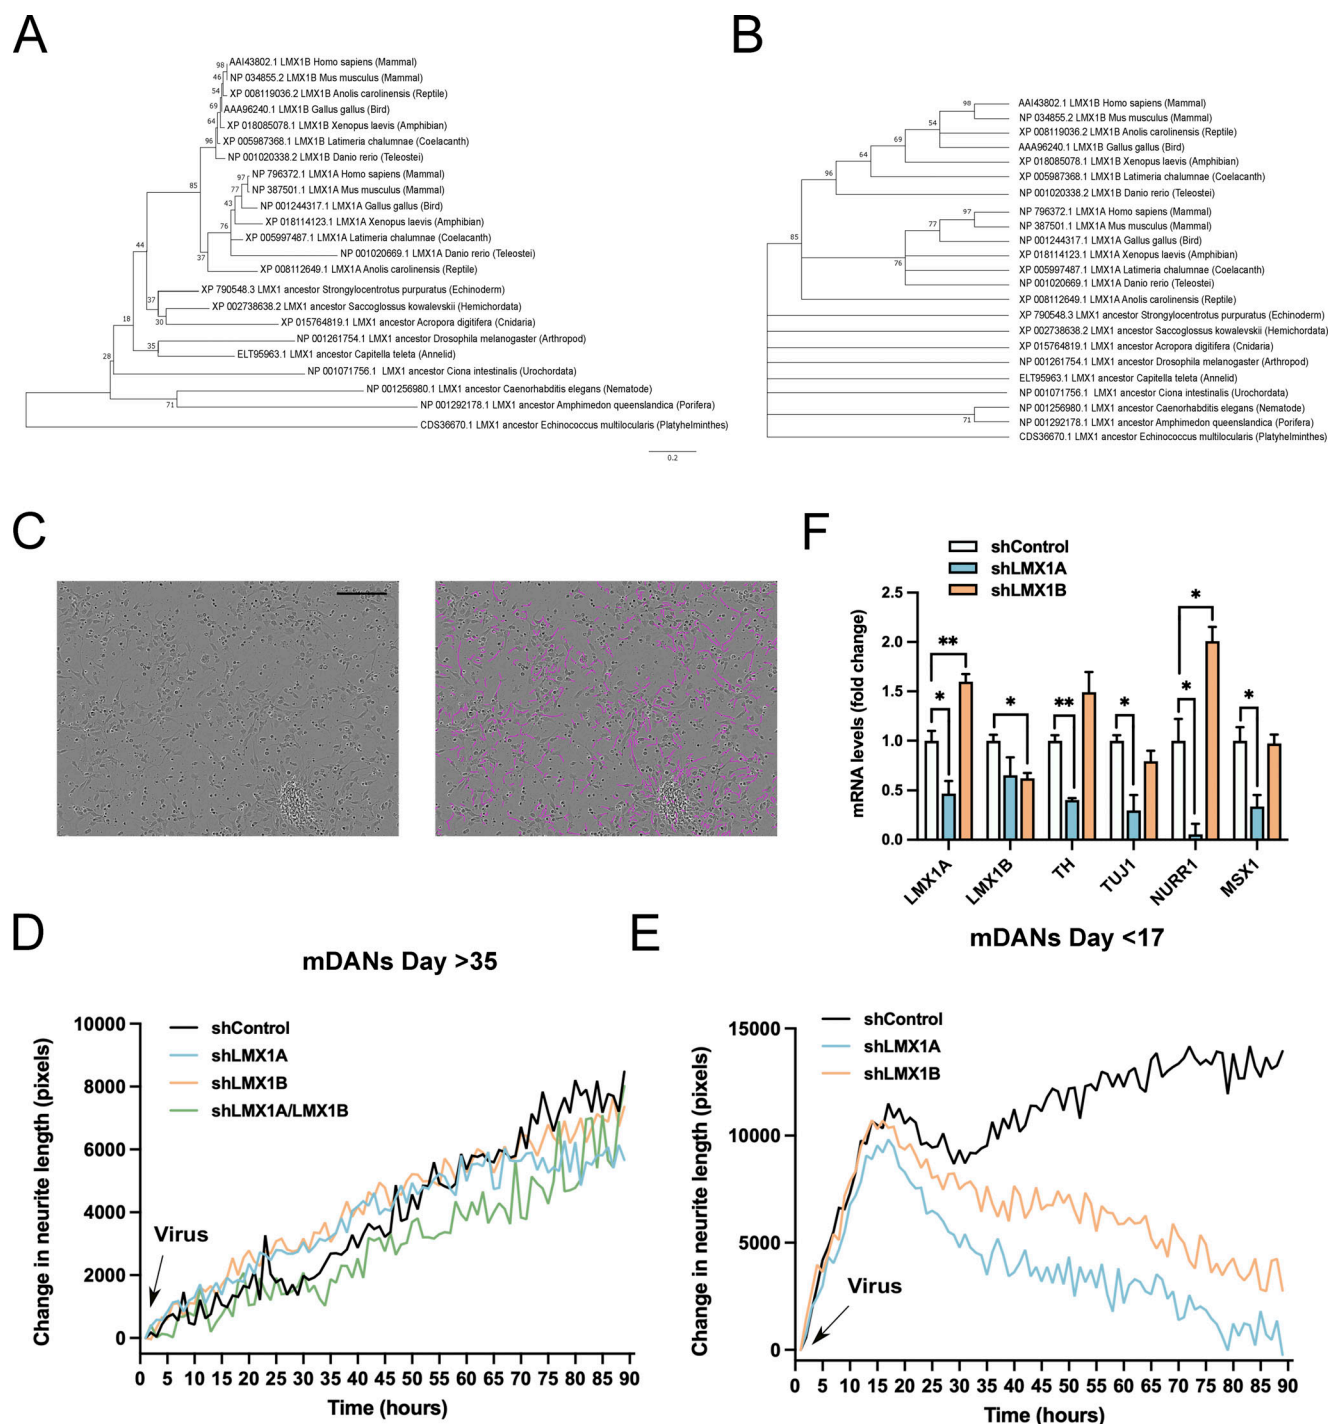 A
98
AAI43802.1 LMX1B Homo sapiens (Mammal)
46
NP 034855.2 LMX1B Mus musculus (Mammal)
54
XP 008119036.2 LMX1B Anolis carolinensis (Reptile)
69
AAA96240.1 LMX1B Gallus gallus (Bird)
64
XP 018085078.1 LMX1B Xenopus laevis (Amphibian)
96
XP 005987368.1 LMX1B Latimeria chalumnae (Coelacanth)
NP 001020338.2 LMX1B Danio rerio (Teleostei)
85
97
NP 796372.1 LMX1A Homo sapiens (Mammal)
77
NP 387501.1 LMX1A Mus musculus (Mammal)
43
NP 001244317.1 LMX1A Gallus gallus (Bird)
76
XP 018114123.1 LMX1A Xenopus laevis (Amphibian)
XP 005997487.1 LMX1A Latimeria chalumnae (Coelacanth)
44
37
NP 001020669.1 LMX1A Danio rerio (Teleostei)
XP 008112649.1 LMX1A Anolis carolinensis (Reptile)
37
XP 790548.3 LMX1 ancestor Strongylocentrotus purpuratus (Echinoderm)
XP 002738638.2 LMX1 ancestor Saccoglossus kowalevskii (Hemichordata)
18
30
XP 015764819.1 LMX1 ancestor Acropora digitifera (Cnidaria)
35
NP 001261754.1 LMX1 ancestor Drosophila melanogaster (Arthropod)
ELT95963.1 LMX1 ancestor Capitella teleta (Annelid)
28
NP 001071756.1 LMX1 ancestor Ciona intestinalis (Urochordata)
NP 001256980.1 LMX1 ancestor Caenorhabditis elegans (Nematode)
71
NP 001292178.1 LMX1 ancestor Amphimedon queenslandica (Porifera)
CDS36670.1 LMX1 ancestor Echinococcus multilocularis (Platyhelminthes)
0.2
B
98
AAI43802.1 LMX1B Homo sapiens (Mammal)
54
NP 034855.2 LMX1B Mus musculus (Mammal)
69
XP 008119036.2 LMX1B Anolis carolinensis (Reptile)
64
AAA96240.1 LMX1B Gallus gallus (Bird)
XP 018085078.1 LMX1B Xenopus laevis (Amphibian)
96
XP 005987368.1 LMX1B Latimeria chalumnae (Coelacanth)
NP 001020338.2 LMX1B Danio rerio (Teleostei)
97
NP 796372.1 LMX1A Homo sapiens (Mammal)
77
NP 387501.1 LMX1A Mus musculus (Mammal)
85
NP 001244317.1 LMX1A Gallus gallus (Bird)
76
XP 018114123.1 LMX1A Xenopus laevis (Amphibian)
XP 005997487.1 LMX1A Latimeria chalumnae (Coelacanth)
NP 001020669.1 LMX1A Danio rerio (Teleostei)
XP 008112649.1 LMX1A Anolis carolinensis (Reptile)
XP 790548.3 LMX1 ancestor Strongylocentrotus purpuratus (Echinoderm)
XP 002738638.2 LMX1 ancestor Saccoglossus kowalevskii (Hemichordata)
XP 015764819.1 LMX1 ancestor Acropora digitifera (Cnidaria)
NP 001261754.1 LMX1 ancestor Drosophila melanogaster (Arthropod)
ELT95963.1 LMX1 ancestor Capitella teleta (Annelid)
NP 001071756.1 LMX1 ancestor Ciona intestinalis (Urochordata)
NP 001256980.1 LMX1 ancestor Caenorhabditis elegans (Nematode)
71
NP 001292178.1 LMX1 ancestor Amphimedon queenslandica (Porifera)
CDS36670.1 LMX1 ancestor Echinococcus multilocularis (Platyhelminthes)
C
F
shControl
shLMX1A
shLMX1B
mRNA levels (fold change)
2.5
2.0
1.5
1.0
0.5
0.0
** * * ** * * * *
LMX1A LMX1B TH TUJ1 NURR1 MSX1
D
mDANs Day >35
shControl
shLMX1A
shLMX1B
shLMX1A/LMX1B
Change in neurite length (pixels)
10000
8000
6000
4000
2000
0
Virus
0 5 10 15 20 25 30 35 40 45 50 55 60 65 70 75 80 85 90
Time (hours)
E
mDANs Day <17
shControl
shLMX1A
shLMX1B
Change in neurite length (pixels)
15000
10000
5000
0
Virus
0 5 10 15 20 25 30 35 40 45 50 55 60 65 70 75 80 85 90
Time (hours)